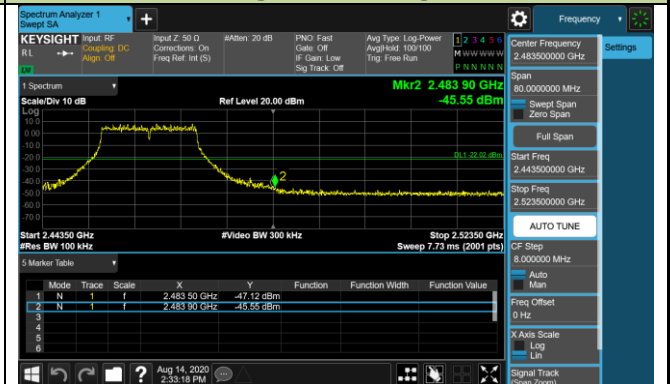 Spectrum Analyzer 1
Swept SA
Frequency
KEYSIGHT Input: RF Input Z: 50 Ω #Atten: 20 dB PNO: Fast Avg Type: Log-Power 1 2 3 4 5 6
RL Coupling: DC Corrections: On Gate: Off Avg|Hold: 100/100 M W W W W W
Align: Off Freq Ref: Int (S) IF Gain: Low Trig: Free Run
Sig Track: Off P N N N N N
1 Spectrum Mkr2 2.483 90 GHz
Scale/Div 10 dB Ref Level 20.00 dBm -45.55 dBm
Log
10.0
0.00
-10.0
-20.0
DL1 -22.02 dBm
-30.0
-40.0
2
-50.0
-60.0
-70.0
Start 2.44350 GHz #Video BW 300 kHz Stop 2.52350 GHz
#Res BW 100 kHz Sweep 7.73 ms (2001 pts)
5 Marker Table
Mode Trace Scale X Y Function Function Width Function Value
1 N 1 f 2.483 50 GHz -47.12 dBm
2 N 1 f 2.483 90 GHz -45.55 dBm
3
4
5
6
Aug 14, 2020
2:33:18 PM
Center Frequency
2.483500000 GHz
Settings
Span
80.0000000 MHz
Swept Span
Zero Span
Full Span
Start Freq
2.443500000 GHz
Stop Freq
2.523500000 GHz
AUTO TUNE
CF Step
8.000000 MHz
Auto
Man
Freq Offset
0 Hz
X Axis Scale
Log
Lin
Signal Track
(Span Zoom)